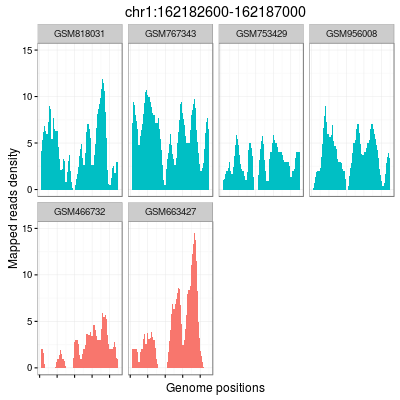 chr1:162182600-162187000
GSM818031 GSM767343 GSM753429 GSM956008
15
10
5
0
GSM466732 GSM663427
15
10
5
0
Mapped reads density
Genome positions